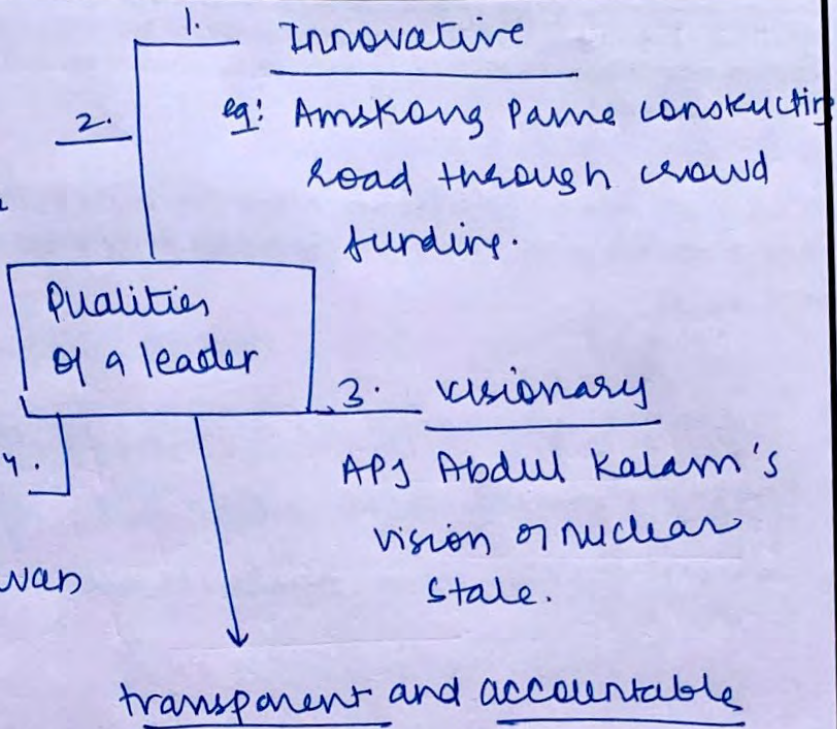 1. Innovative
eg: Amstrong Pame constructing
road through crowd
funding.
2.
Qualities
of a leader
3. visionary
APJ Abdul Kalam's
vision of nuclear
state.
4.
wan
transparent and accountable